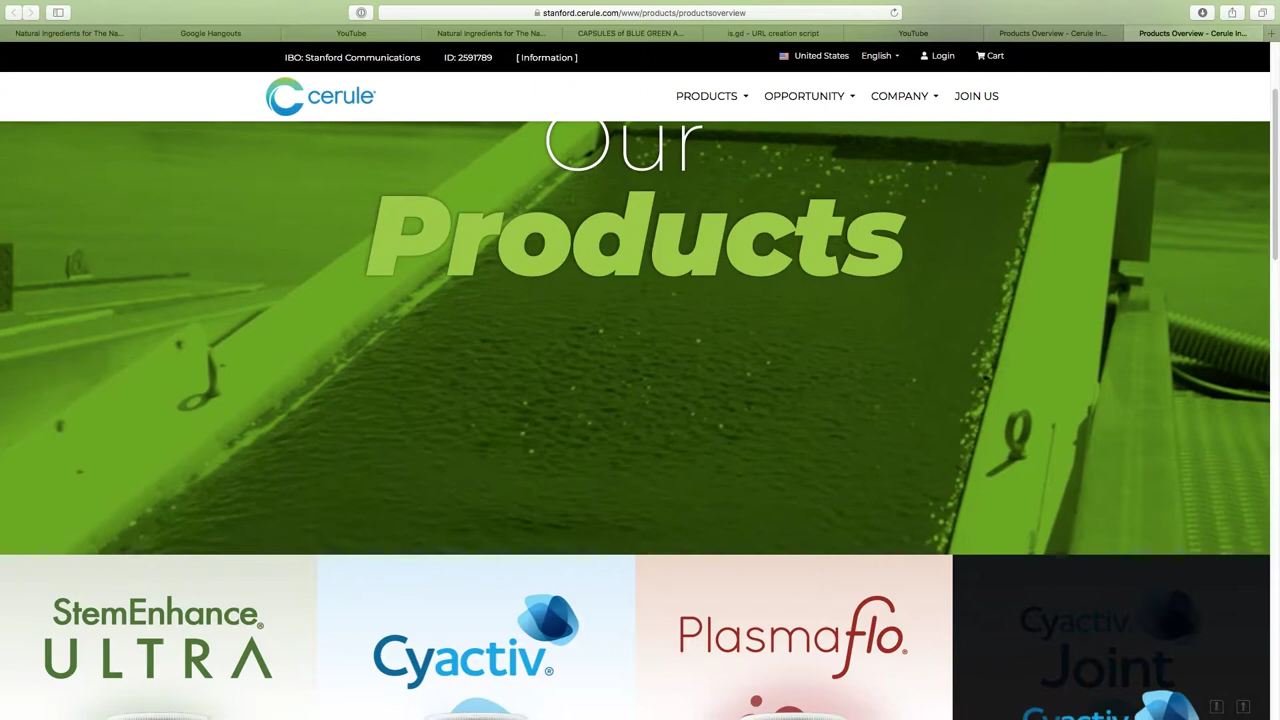 stanford.cerule.com/www/products/productsoverview
Natural Ingredients for The Na...
Google Hangouts
YouTube
Natural Ingredients for The Na...
CAPSULES of BLUE GREEN A...
is.gd - URL creation script
YouTube
Products Overview - Cerule In...
Products Overview - Cerule In...
IBO: Stanford Communications
ID: 2591789
[ Information ]
United States
English
Login
Cart
cerule®
PRODUCTS
OPPORTUNITY
COMPANY
JOIN US
Our
Products
StemEnhance®
ULTRA
Cyactiv®
Plasmaflo®
Cyactiv®
Joint
Cyactiv